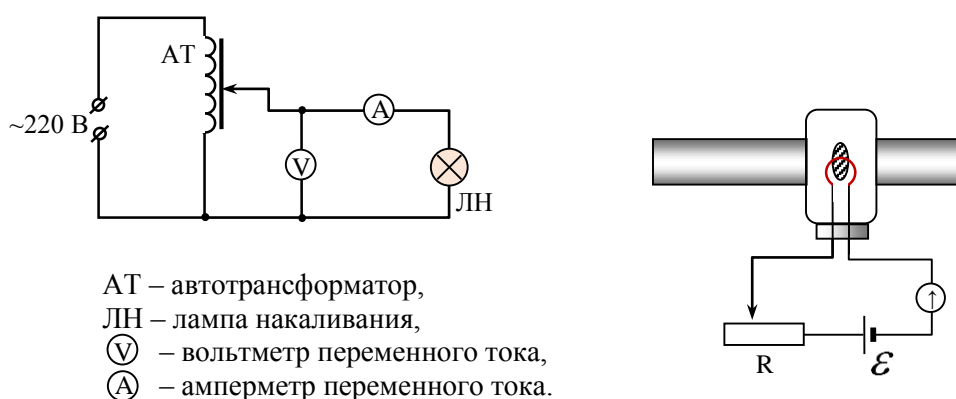 АТ
~220 В
A
V
ЛН
АТ – автотрансформатор,
ЛН – лампа накаливания,
V – вольтметр переменного тока,
A – амперметр переменного тока.
R
ℰ